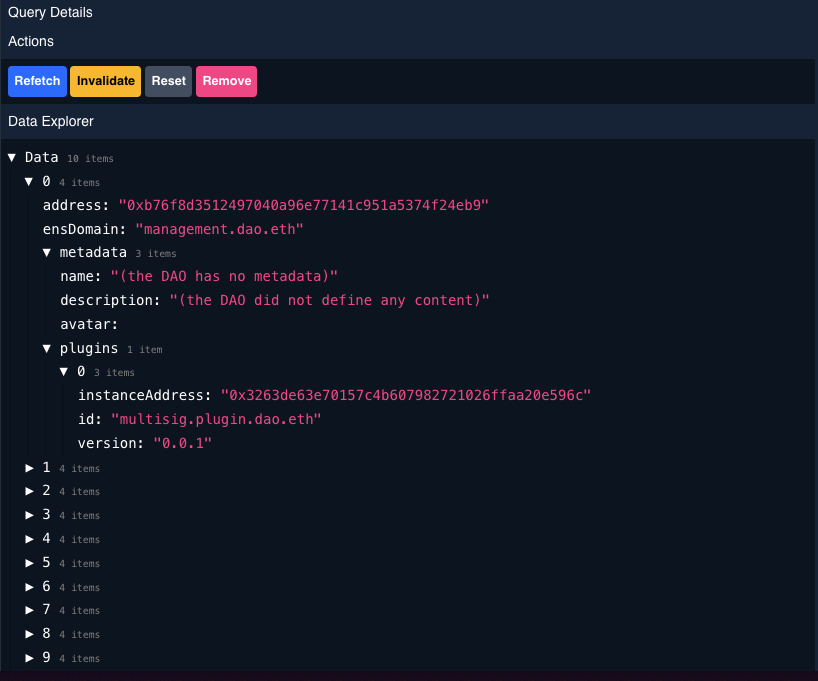 Query Details
Actions
Refetch Invalidate Reset Remove
Data Explorer
▼ Data 10 items
▼ 0 4 items
address: "0xb76f8d3512497040a96e77141c951a5374f24eb9"
ensDomain: "management.dao.eth"
▼ metadata 3 items
name: "(the DAO has no metadata)"
description: "(the DAO did not define any content)"
avatar:
▼ plugins 1 item
▼ 0 3 items
instanceAddress: "0x3263de63e70157c4b607982721026ffaa20e596c"
id: "multisig.plugin.dao.eth"
version: "0.0.1"
▶ 1 4 items
▶ 2 4 items
▶ 3 4 items
▶ 4 4 items
▶ 5 4 items
▶ 6 4 items
▶ 7 4 items
▶ 8 4 items
▶ 9 4 items